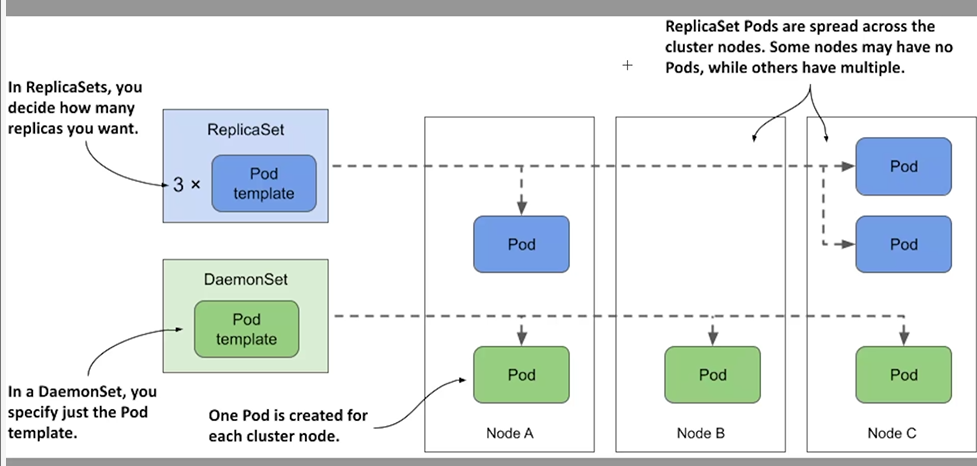 ReplicaSet Pods are spread across the
cluster nodes. Some nodes may have no
Pods, while others have multiple.
In ReplicaSets, you
decide how many
replicas you want.
ReplicaSet
3 ×
Pod
template
Pod
Pod
Pod
DaemonSet
Pod
template
In a DaemonSet, you
specify just the Pod
template.
One Pod is created for
each cluster node.
Pod
Pod
Pod
Node A
Node B
Node C